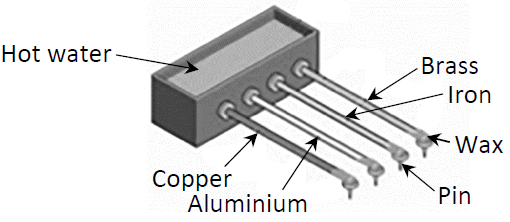 Hot water
Brass
Iron
Wax
Copper
Pin
Aluminium